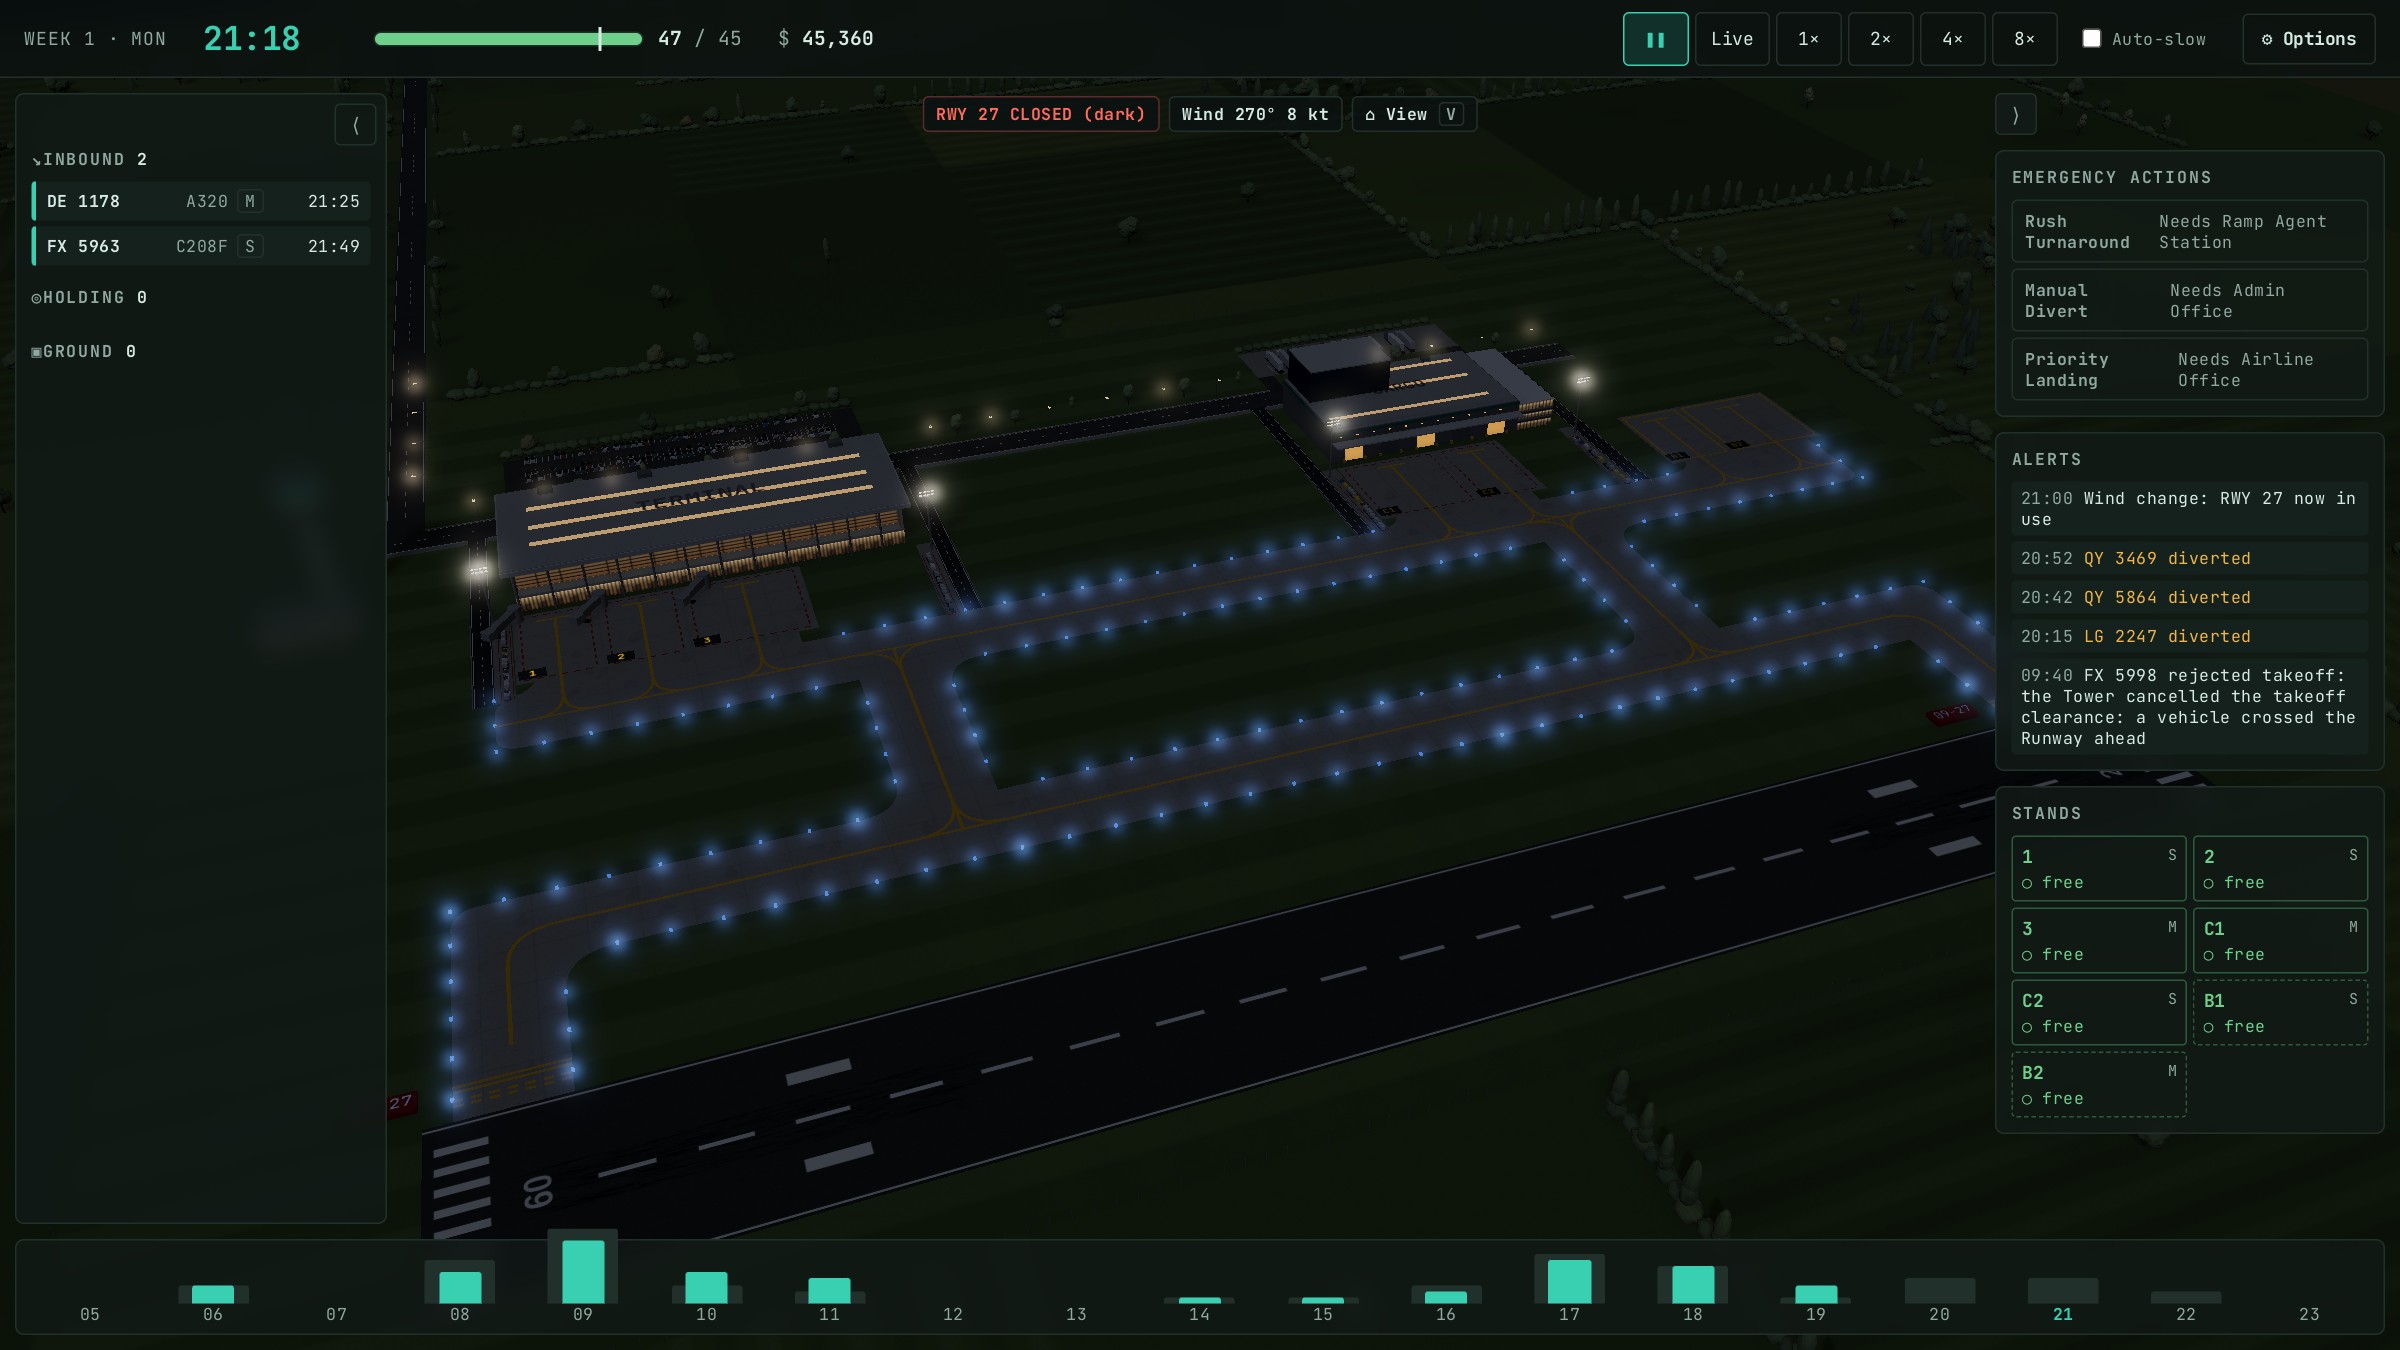 WEEK 1 · MON 21:18 47 / 45 $ 45,360 Live 1× 2× 4× 8× Auto-slow ⚙ Options
RWY 27 CLOSED (dark) Wind 270° 8 kt ⌂ View V
↘INBOUND 2
DE 1178 A320 M 21:25
FX 5963 C208F S 21:49
◎HOLDING 0
▣GROUND 0
TERMINAL
1
2
3
C1
09-27
27
09
EMERGENCY ACTIONS
Rush Turnaround
Needs Ramp Agent Station
Manual Divert
Needs Admin Office
Priority Landing
Needs Airline Office
ALERTS
21:00 Wind change: RWY 27 now in
use
20:52 QY 3469 diverted
20:42 QY 5864 diverted
20:15 LG 2247 diverted
09:40 FX 5998 rejected takeoff:
the Tower cancelled the takeoff
clearance: a vehicle crossed the
Runway ahead
STANDS
1 S
○ free
2 S
○ free
3 M
○ free
C1 M
○ free
C2 S
○ free
B1 S
○ free
B2 M
○ free
05 06 07 08 09 10 11 12 13 14 15 16 17 18 19 20 21 22 23